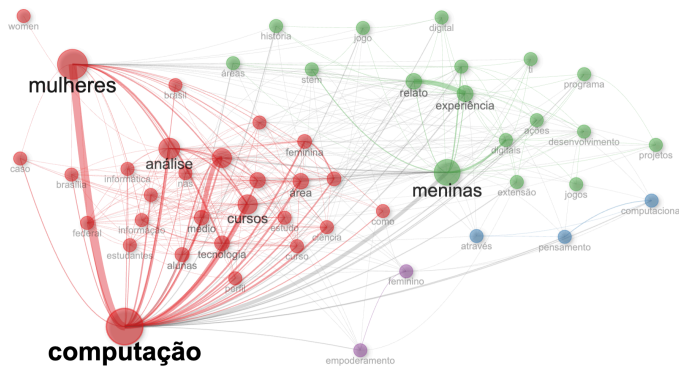 women
história
jogo
digital
áreas
stem
ti
programa
mulheres
brasil
relato
experiência
ações
desenvolvimento
feminina
digitais
projetos
caso
brasília
informática
análise
nas
área
meninas
extensão
jogos
computacional
federal
informação
médio
cursos
estudo
ciência
como
estudantes
alunas
tecnologia
curso
através
pensamento
perfil
feminino
computação
empoderamento